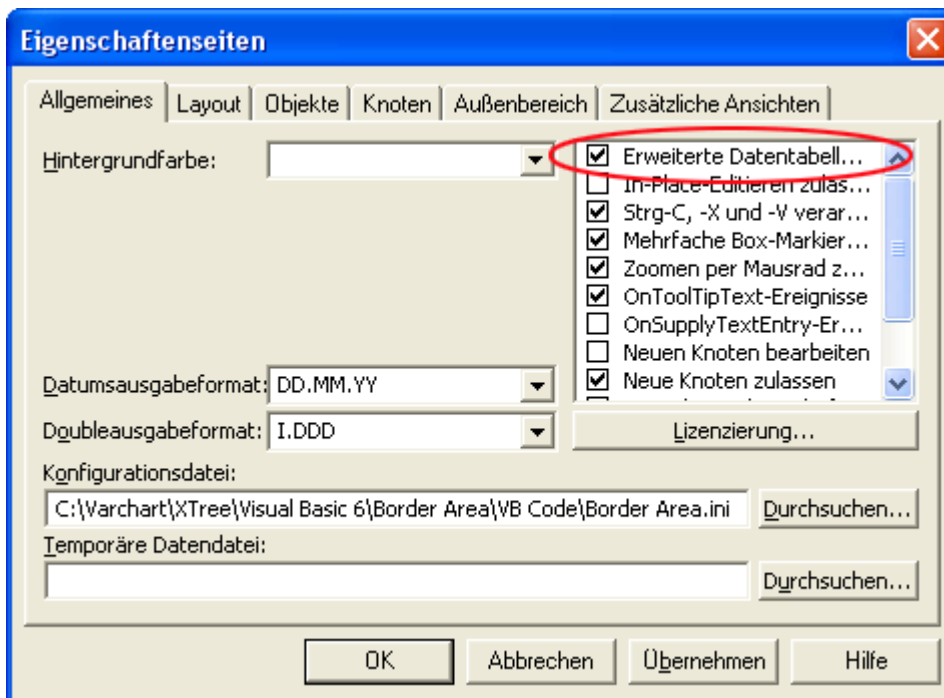 Eigenschaftenseiten
Allgemeines Layout Objekte Knoten Außenbereich Zusätzliche Ansichten
Hintergrundfarbe:
Erweiterte Datentabell...
In-Place-Editieren zulas...
Strg-C, -X und -V verar...
Mehrfache Box-Markier...
Zoomen per Mausrad z...
OnToolTipText-Ereignisse
OnSupplyTextEntry-Er...
Neuen Knoten bearbeiten
Neue Knoten zulassen
Datumsausgabeformat: DD.MM.YY
Doubleausgabeformat: I.DDD
Lizenzierung...
Konfigurationsdatei:
C:\Varchart\XTree\Visual Basic 6\Border Area\VB Code\Border Area.ini Durchsuchen...
Temporäre Datendatei:
Durchsuchen...
OK Abbrechen Übernehmen Hilfe